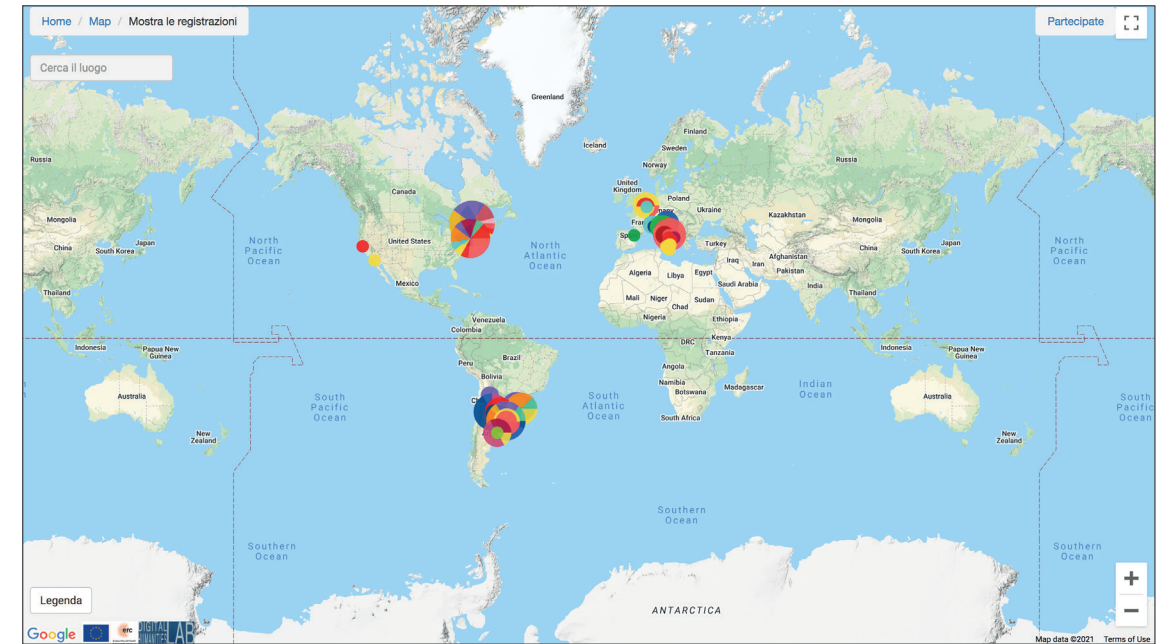 Home / Map / Mostra le registrazioni
Partecipate
Cerca il luogo
Greenland
Iceland
Finland
Sweden
Norway
Russia
Russia
United
Kingdom
Poland
Canada
Ukraine
Kazakhstan
Mongolia
Mongolia
China
South Korea
Japan
North
Pacific
Ocean
United States
North
Atlantic
Ocean
Turkey
Iraq
Iran
Afghanistan
Pakistan
China
South Korea
Japan
North
Pacific
Ocean
Mexico
Algeria
Libya
Egypt
Saudi Arabia
India
Thailand
Thailand
Mali
Niger
Chad
Sudan
Nigeria
Ethiopia
Venezuela
Colombia
DRC
Kenya
Tanzania
Indonesia
Papua New
Guinea
Indonesia
Papua New
Guinea
Peru
Brazil
Bolivia
Angola
Namibia
Botswana
Madagascar
South Africa
Australia
South
Pacific
Ocean
South
Atlantic
Ocean
Indian
Ocean
Australia
South
Pacific
Ocean
New
Zealand
New
Zealand
Southern
Ocean
Southern
Ocean
Southern
Ocean
ANTARCTICA
Legenda
+
−
Google
erc
DIGITAL
HUMANITIES LAB
Map data ©2021 Terms of Use